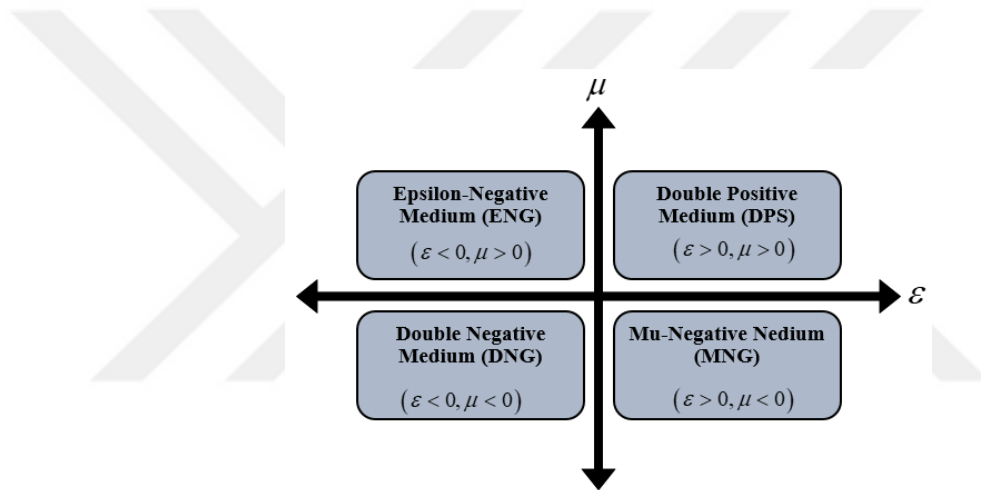 μ
Epsilon-Negative
Medium (ENG)
(ε < 0, μ > 0)
Double Positive
Medium (DPS)
(ε > 0, μ > 0)
ε
Double Negative
Medium (DNG)
(ε < 0, μ < 0)
Mu-Negative Nedium
(MNG)
(ε > 0, μ < 0)